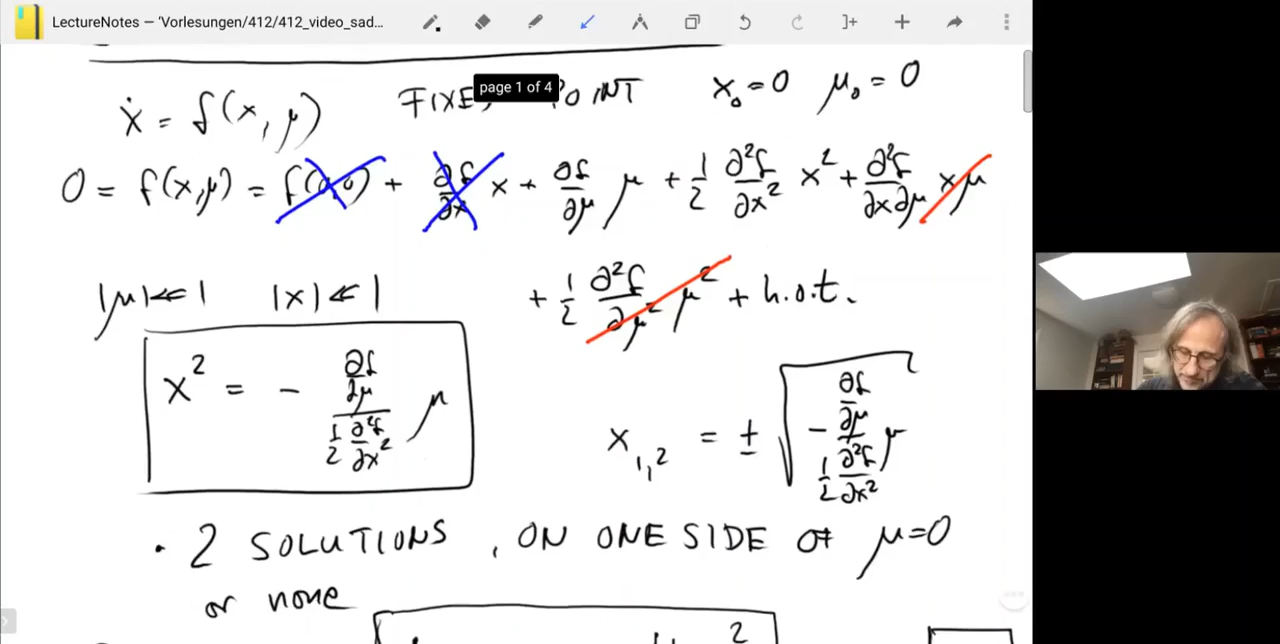 LectureNotes — ‘Vorlesungen/412/412_video_sad...
page 1 of 4
ẋ = f(x, μ) FIXE OINT x₀=0 μ₀=0
0 = f(x,μ) = f(0,0) + ∂f/∂x x + ∂f/∂μ μ + 1/2 ∂²f/∂x² x² + ∂²f/∂x∂μ xμ
+ 1/2 ∂²f/∂μ² μ² + h.o.t.
|μ|≪1 |x|≪1
x² = - (∂f/∂μ)/(1/2 ∂²f/∂x²) μ
x₁,₂ = ± √(-(∂f/∂μ)/(1/2 ∂²f/∂x²) μ)
· 2 SOLUTIONS, ON ONE SIDE OF μ=0
or none